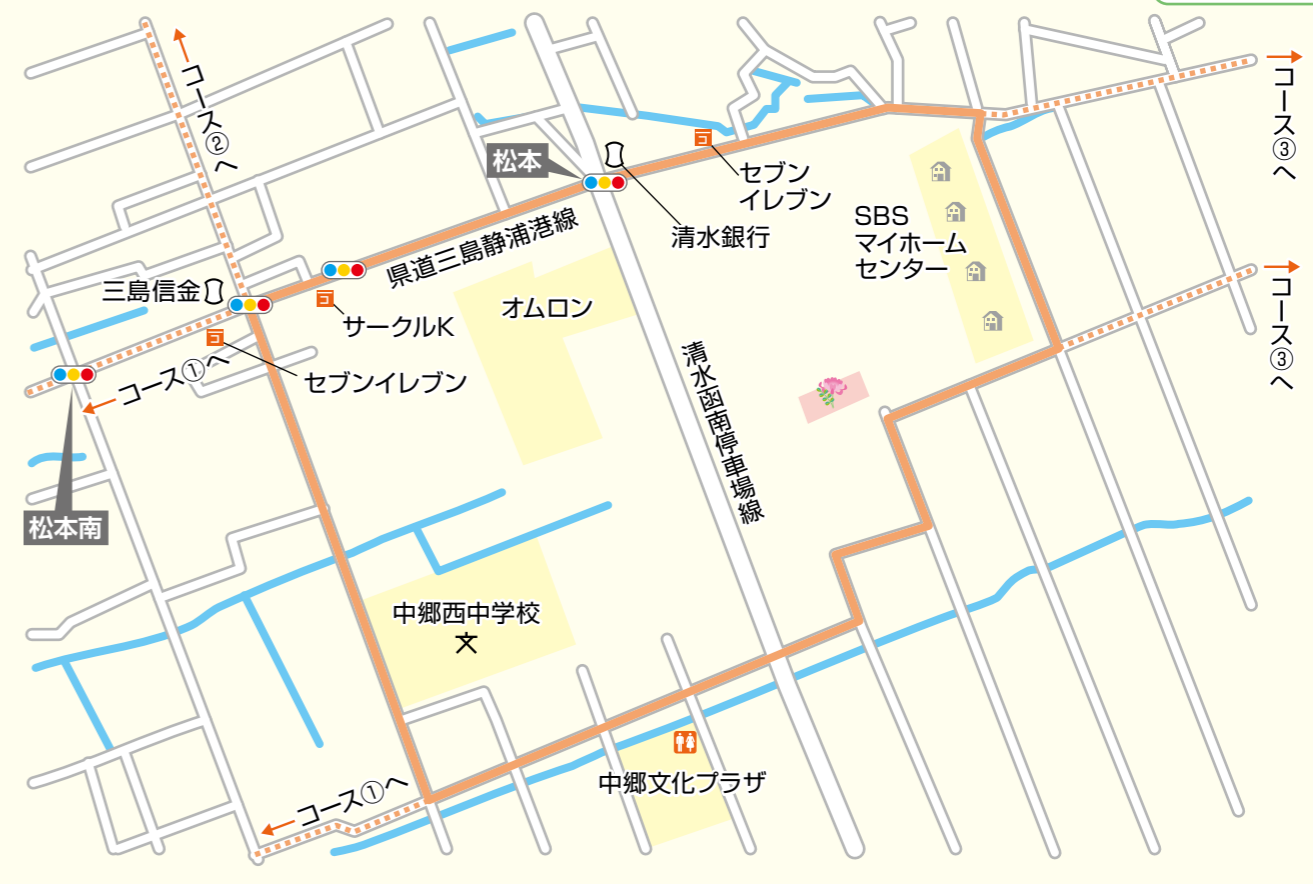 コース②へ
コース③へ
松本
セブン
イレブン
清水銀行
SBS
マイホーム
センター
県道三島静浦港線
三島信金
サークルK
オムロン
コース③へ
コース①へ
セブンイレブン
清水函南停車場線
松本南
中郷西中学校
文
中郷文化プラザ
コース①へ